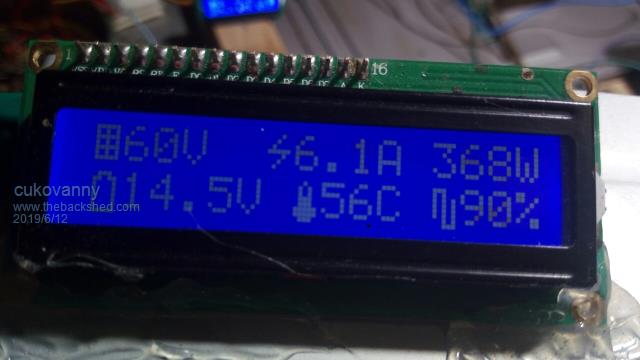 16
60V 6.1A 368W
14.5V 56C 90%
cukovanny
www.thebackshed.com
2019/6/12